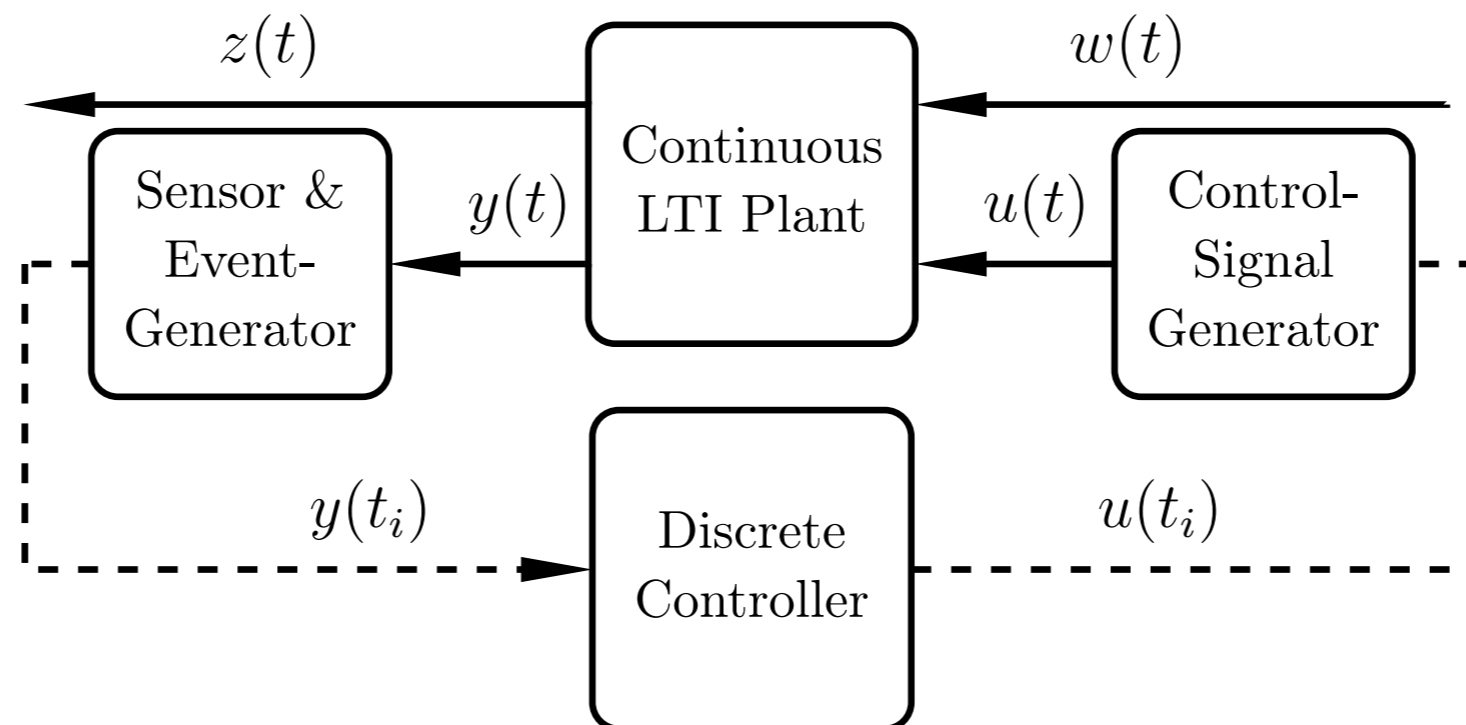 z(t)
w(t)
Continuous
LTI Plant
Sensor &
Event-
Generator
y(t)
u(t)
Control-
Signal
Generator
y(t_i)
u(t_i)
Discrete
Controller